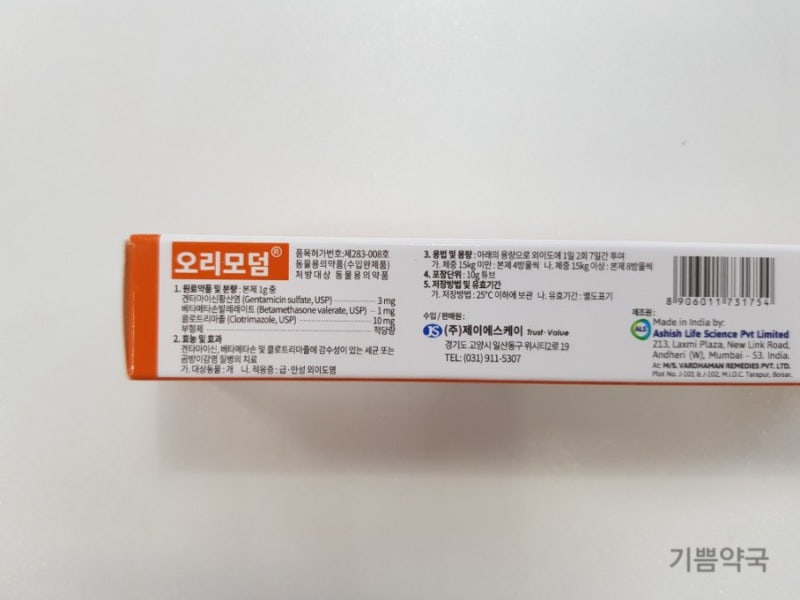 오리모덤®
품목허가번호:제283-008호
동물용의약품(수입완제품)
처방대상 동물용의약품
1. 원료약품 및 분량 : 본제 1g 중
겐타마이신황산염 (Gentamicin sulfate, USP) 3 mg
베타메타손발레레이트 (Betamethasone valerate, USP) 1 mg
클로트리마졸 (Clotrimazole, USP) 10 mg
부형제 적당량
2. 효능 및 효과
겐타마이신, 베타메타손 및 클로트리마졸에 감수성이 있는 세균 또는
곰팡이감염 질병의 치료
가. 대상동물 : 개 나. 적응증 : 급·만성 외이도염
3. 용법 및 용량 : 아래의 용량으로 외이도에 1일 2회 7일간 투여
가. 체중 15kg 미만 : 본제 4방울씩 나. 체중 15kg 이상 : 본제 8방울씩
4. 포장단위 : 10g 튜브
5. 저장방법 및 유효기간
가. 저장방법 : 25°C 이하에 보관 나. 유효기간 : 별도표기
수입 / 판매원 :
JS (주)제이에스케이 Trust·Value
경기도 고양시 일산동구 위시티2로 19
TEL: (031) 911-5307
8 906011 731754
제조원 :
ALS
Made in India by:
Ashish Life Science Pvt Limited
213, Laxmi Plaza, New Link Road,
Andheri (W), Mumbai - 53. India.
At: M/S. VARDHAMAN REMEDIES PVT. LTD.
Plot No. J-101 & J-102, M.I.D.C. Tarapur, Boisar,
기쁨약국